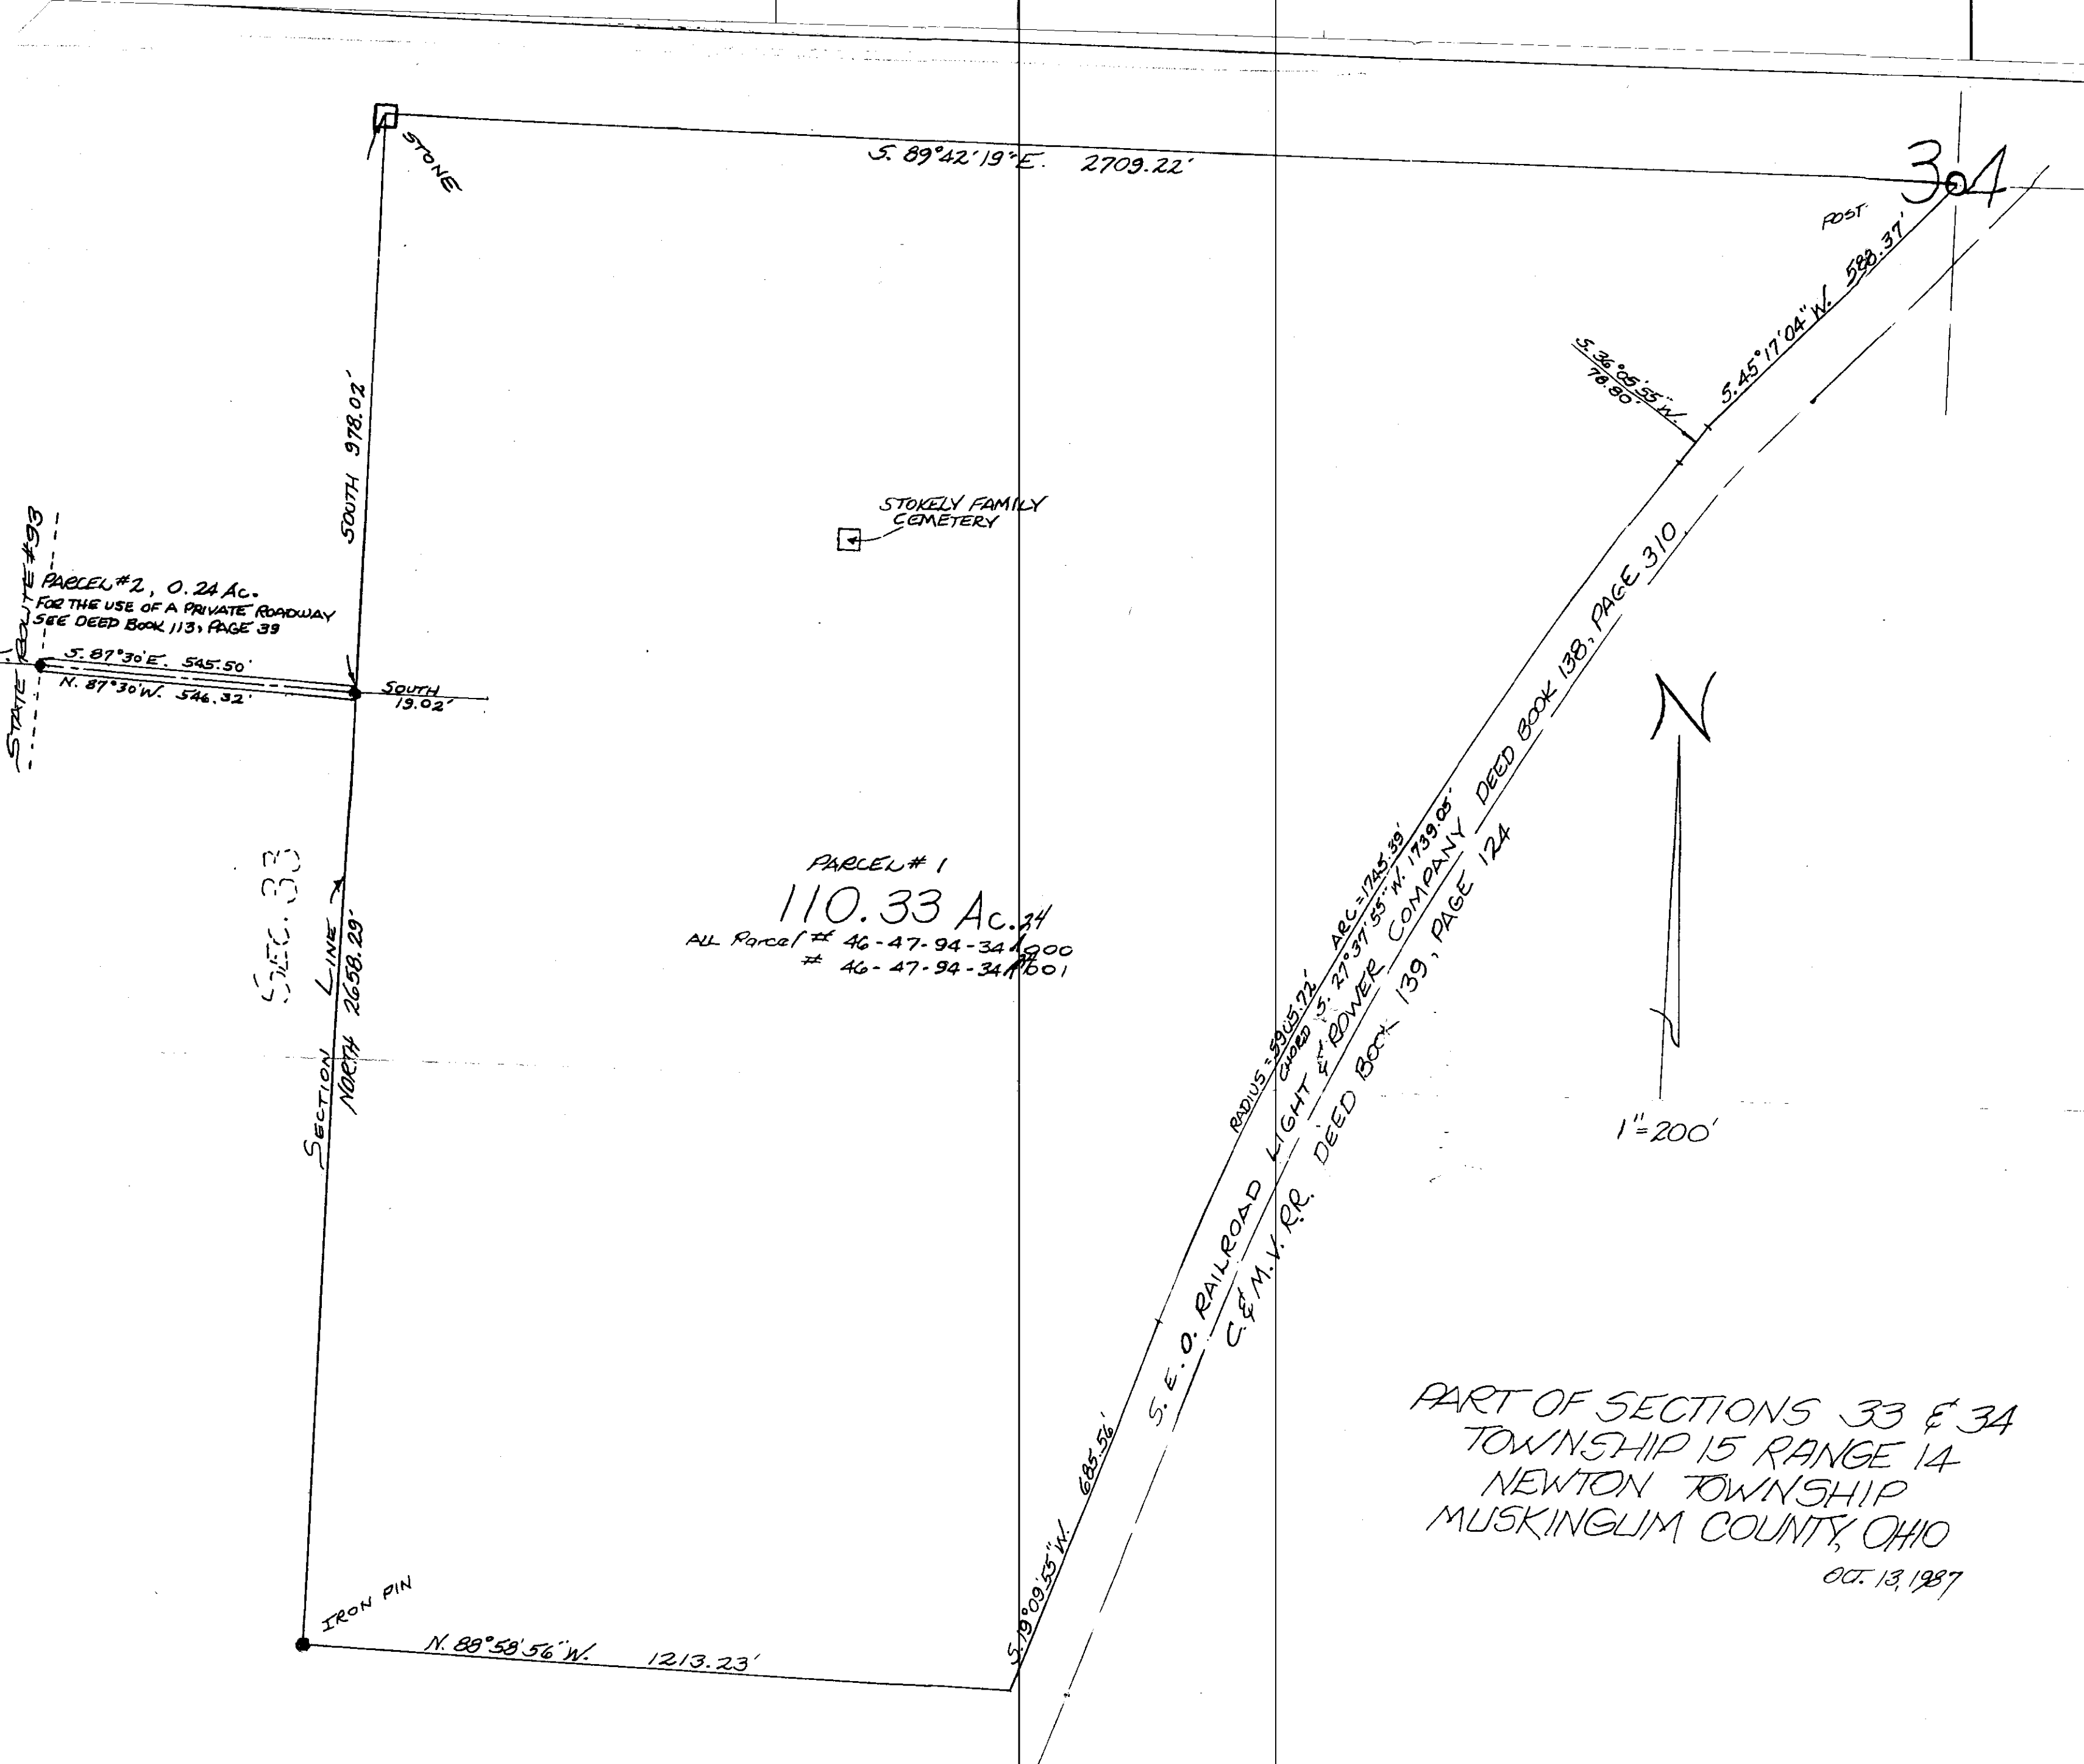 S. 89°42'19"E. 2709.22'
STONE
34
POST.
S. 45°17'04"W. 588.37'
S. 36°05'55"W.
78.80'
SOUTH 978.02'
STOKELY FAMILY
CEMETERY
STATE ROUTE #93
PARCEL #2, 0.24 Ac.
FOR THE USE OF A PRIVATE ROADWAY
SEE DEED BOOK 113, PAGE 39
S. 87°30'E. 545.50'
N. 87°30'W. 546.32'
SOUTH
19.02'
SEC. 33
SECTION LINE
NORTH 2658.29'
PARCEL # 1
110.33 Ac.
ALL Parcel # 46-47-94-34
# 46-47-94-34
RADIUS = 5905.72' ARC = 1745.39'
CHORD S. 27°37'55"W. 1739.05'
S. E. O. RAILROAD LIGHT & POWER COMPANY DEED BOOK 138, PAGE 310
C. & M. V. R.R. DEED BOOK 139, PAGE 124
N
1"=200'
S. 19°09'55"W. 685.56'
IRON PIN
N. 88°58'56"W. 1213.23'
PART OF SECTIONS 33 & 34
TOWNSHIP 15 RANGE 14
NEWTON TOWNSHIP
MUSKINGUM COUNTY, OHIO
OCT. 13, 1987